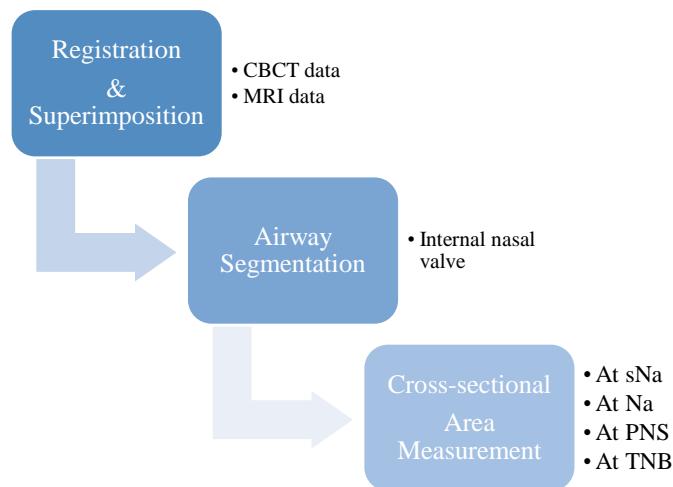 Registration
&
Superimposition
• CBCT data
• MRI data
Airway
Segmentation
• Internal nasal
valve
Cross-sectional
Area
Measurement
• At sNa
• At Na
• At PNS
• At TNB